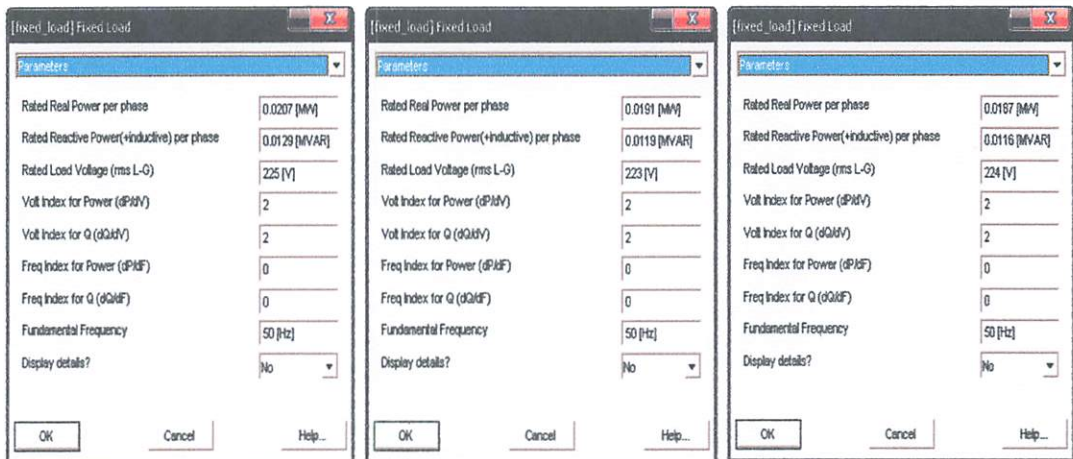 [fixed_load] Fixed Load
X
Parameters
Rated Real Power per phase
0.0207 [MW]
Rated Reactive Power(+inductive) per phase
0.0129 [MVAR]
Rated Load Voltage (rms L-G)
225 [V]
Volt Index for Power (dP/dV)
2
Volt Index for Q (dQ/dV)
2
Freq Index for Power (dP/dF)
0
Freq Index for Q (dQ/dF)
0
Fundamental Frequency
50 [Hz]
Display details?
No
OK
Cancel
Help...
[fixed_load] Fixed Load
X
Parameters
Rated Real Power per phase
0.0191 [MW]
Rated Reactive Power(+inductive) per phase
0.0119 [MVAR]
Rated Load Voltage (rms L-G)
223 [V]
Volt Index for Power (dP/dV)
2
Volt Index for Q (dQ/dV)
2
Freq Index for Power (dP/dF)
0
Freq Index for Q (dQ/dF)
0
Fundamental Frequency
50 [Hz]
Display details?
No
OK
Cancel
Help...
[fixed_load] Fixed Load
X
Parameters
Rated Real Power per phase
0.0187 [MW]
Rated Reactive Power(+inductive) per phase
0.0116 [MVAR]
Rated Load Voltage (rms L-G)
224 [V]
Volt Index for Power (dP/dV)
2
Volt Index for Q (dQ/dV)
2
Freq Index for Power (dP/dF)
0
Freq Index for Q (dQ/dF)
0
Fundamental Frequency
50 [Hz]
Display details?
No
OK
Cancel
Help...